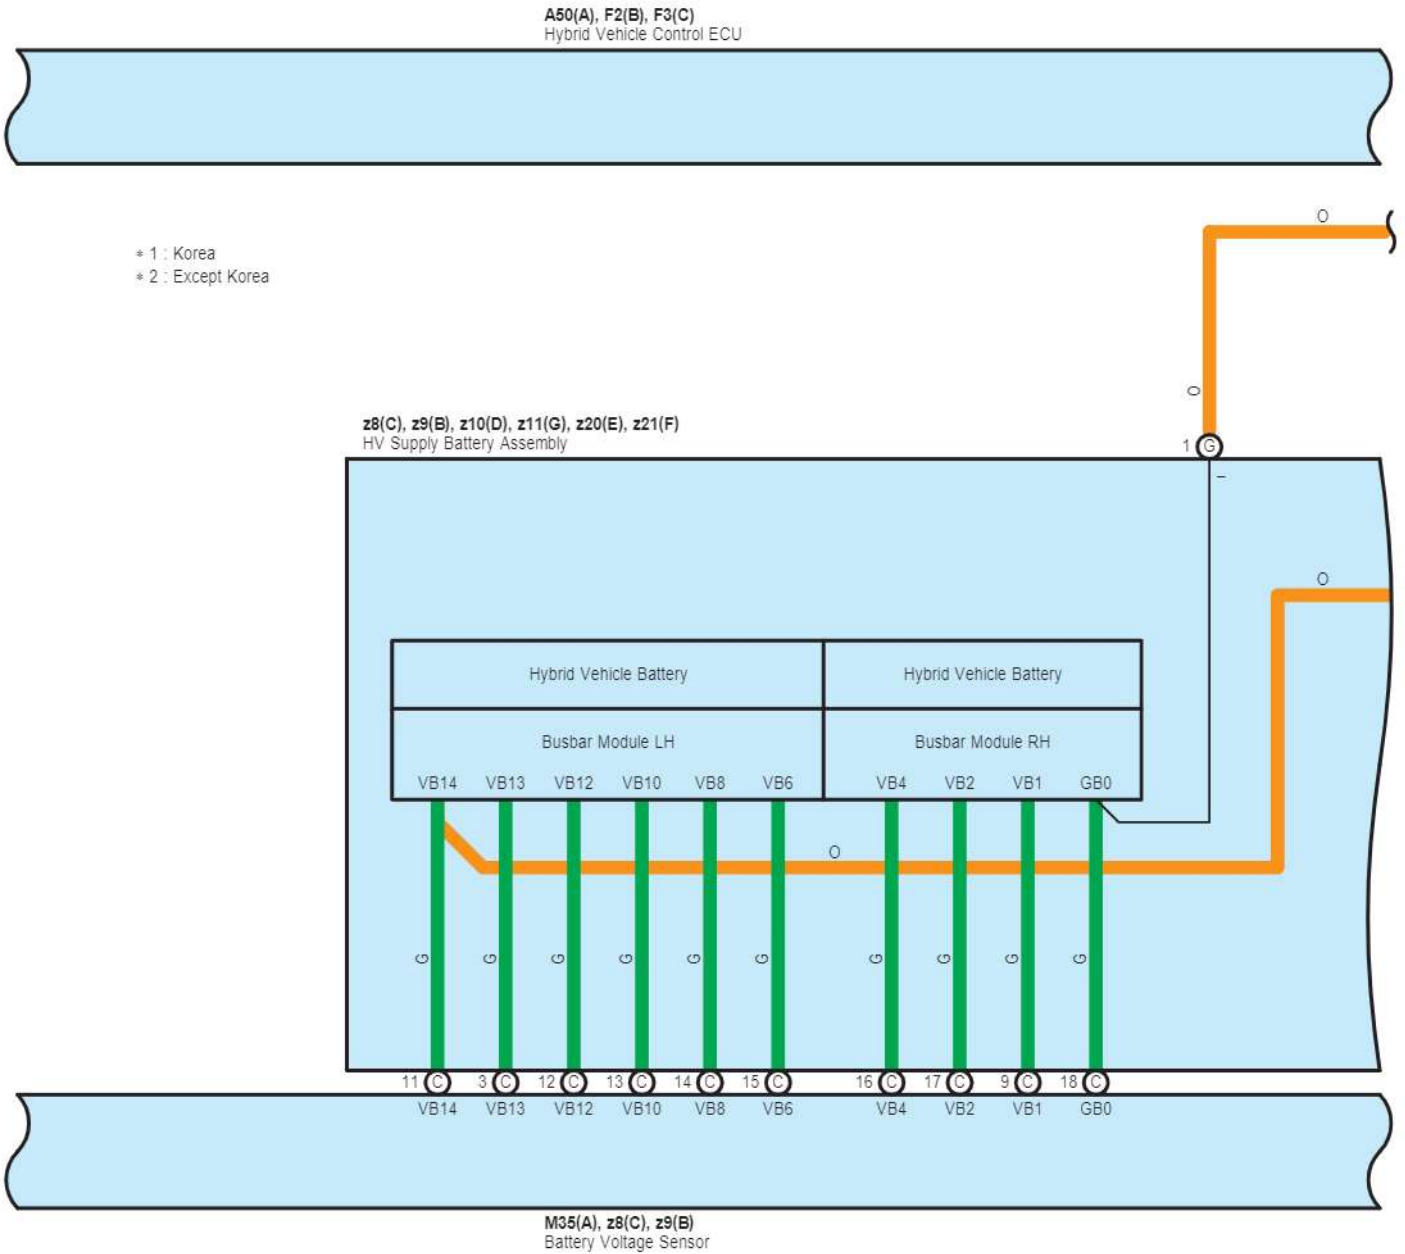 A50(A), F2(B), F3(C)
Hybrid Vehicle Control ECU
O
* 1 : Korea
* 2 : Except Korea
O
z8(C), z9(B), z10(D), z11(G), z20(E), z21(F)
HV Supply Battery Assembly
1 G
–
O
Hybrid Vehicle Battery Hybrid Vehicle Battery
Busbar Module LH Busbar Module RH
VB14 VB13 VB12 VB10 VB8 VB6 VB4 VB2 VB1 GB0
O
G G G G G G G G G G
11 C 3 C 12 C 13 C 14 C 15 C 16 C 17 C 9 C 18 C
VB14 VB13 VB12 VB10 VB8 VB6 VB4 VB2 VB1 GB0
M35(A), z8(C), z9(B)
Battery Voltage Sensor